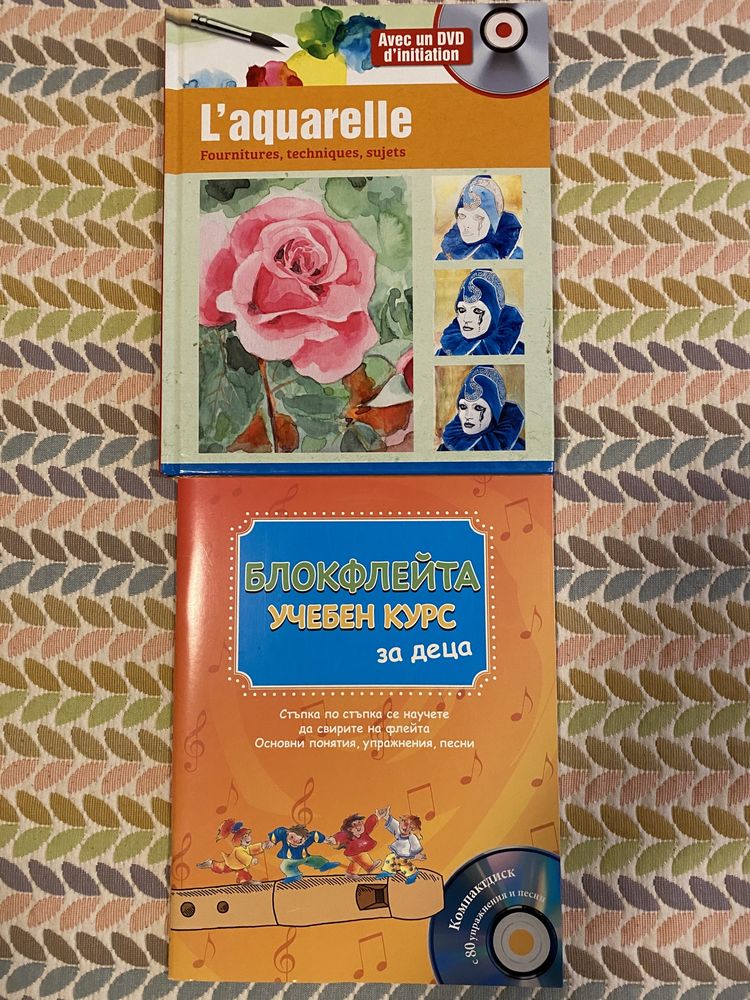 Avec un DVD
d'initiation
L'aquarelle
Fournitures, techniques, sujets
БЛОКФЛЕЙТА
УЧЕБЕН КУРС
за деца
Стъпка по стъпка се научете
да свирите на флейта
Основни понятия, упражнения, песни
Компактдиск
с 80 упражнения и песни